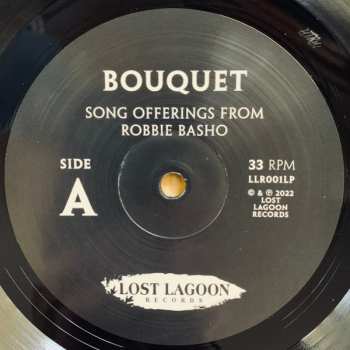 BOUQUET
SONG OFFERINGS FROM
ROBBIE BASHO
SIDE
A
33 RPM
LLR001LP
© & ℗ 2022
LOST
LAGOON
RECORDS
LOST LAGOON
RECORDS